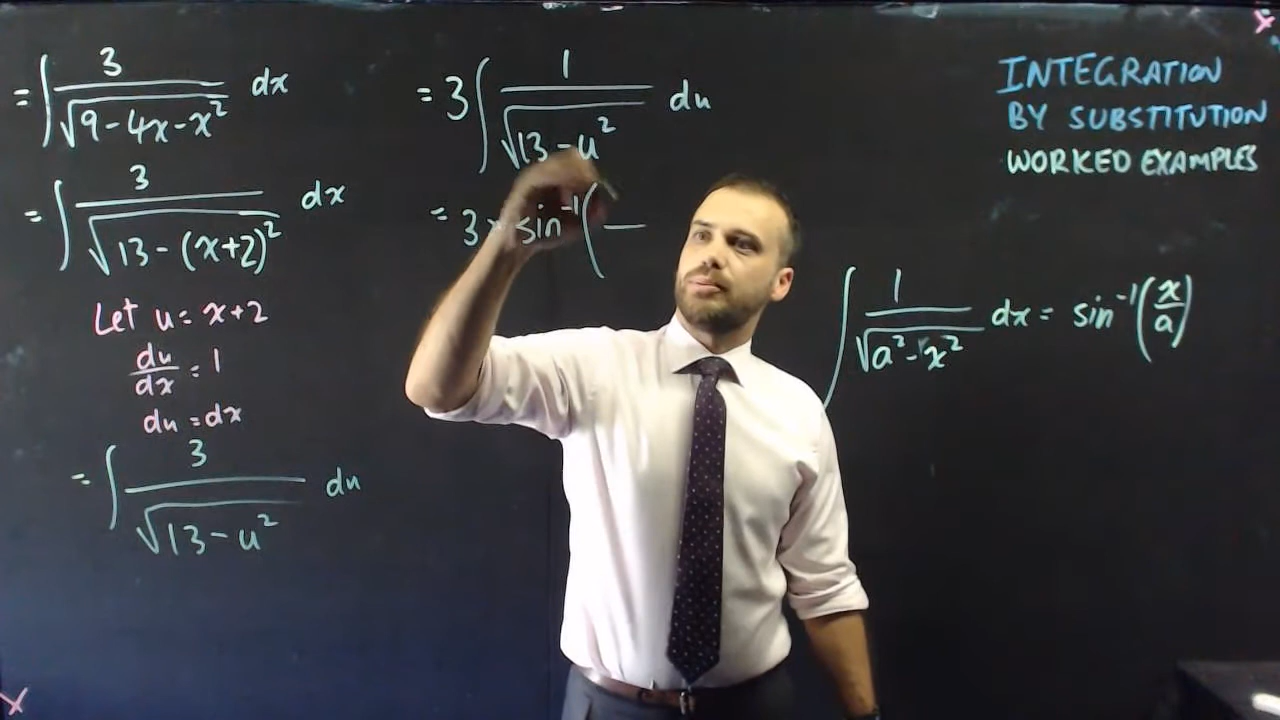 = ∫ 3/√(9-4x-x²) dx
= ∫ 3/√(13-(x+2)²) dx
Let u = x+2
du/dx = 1
du = dx
= ∫ 3/√(13-u²) du
= 3 ∫ 1/√(13-u²) du
= 3 × sin⁻¹(
INTEGRATION
BY SUBSTITUTION
WORKED EXAMPLES
∫ 1/√(a²-x²) dx = sin⁻¹(x/a)